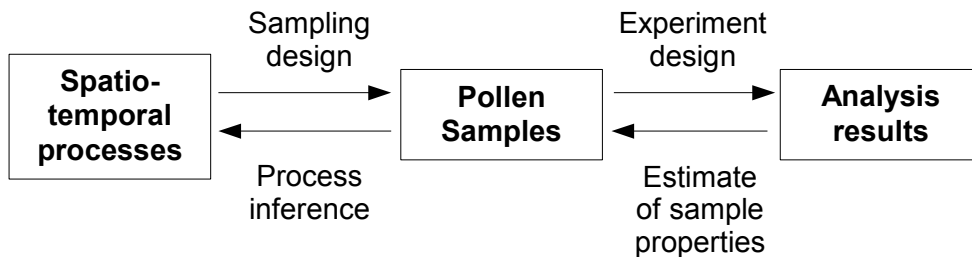 Sampling
design
Experiment
design
Spatio-
temporal
processes
Pollen
Samples
Analysis
results
Process
inference
Estimate
of sample
properties